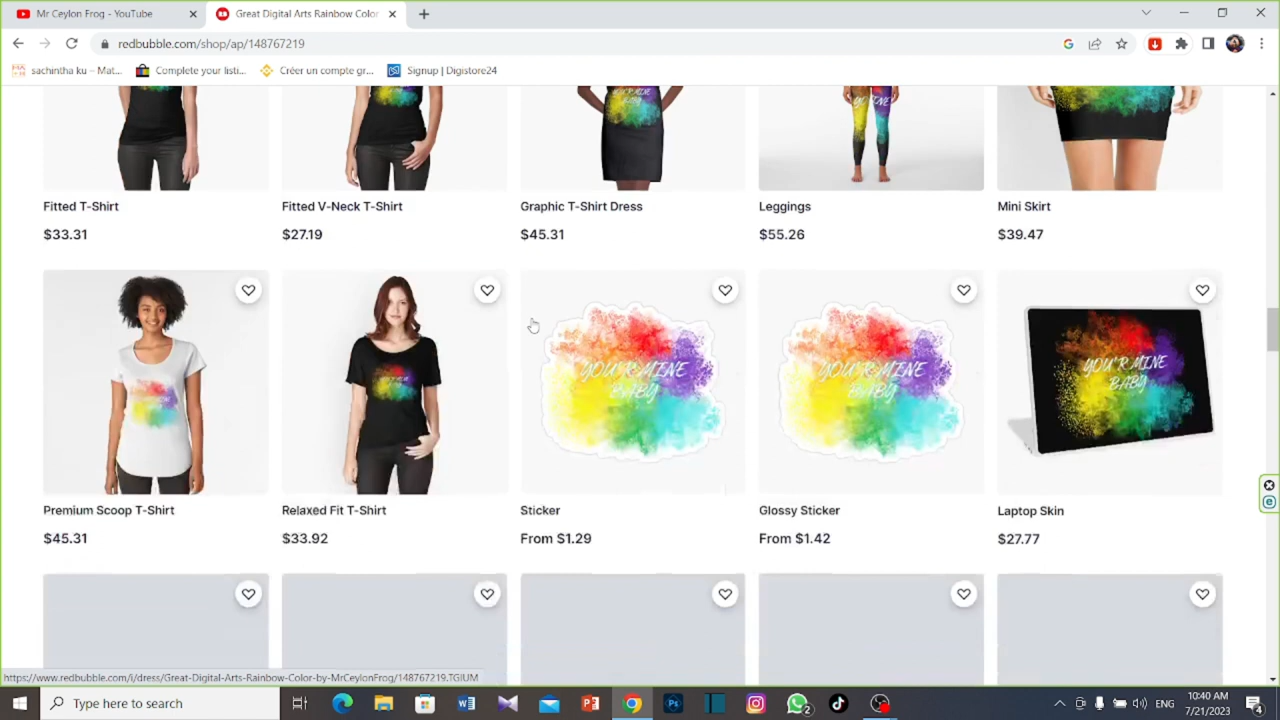 Mr Ceylon Frog - YouTube
Great Digital Arts Rainbow Color
redbubble.com/shop/ap/148767219
sachintha ku – Mat...
Complete your listi...
Créer un compte gr...
Signup | Digistore24
Fitted T-Shirt
Fitted V-Neck T-Shirt
Graphic T-Shirt Dress
Leggings
Mini Skirt
$33.31
$27.19
$45.31
$55.26
$39.47
YOU'R MINE
BABY
YOU'R MINE
BABY
YOU'R MINE
BABY
Premium Scoop T-Shirt
Relaxed Fit T-Shirt
Sticker
Glossy Sticker
Laptop Skin
$45.31
$33.92
From $1.29
From $1.42
$27.77
https://www.redbubble.com/i/dress/Great-Digital-Arts-Rainbow-Color-by-MrCeylonFrog/148767219.TGIUM
Type here to search
2
ENG
10:40 AM
7/21/2023
4